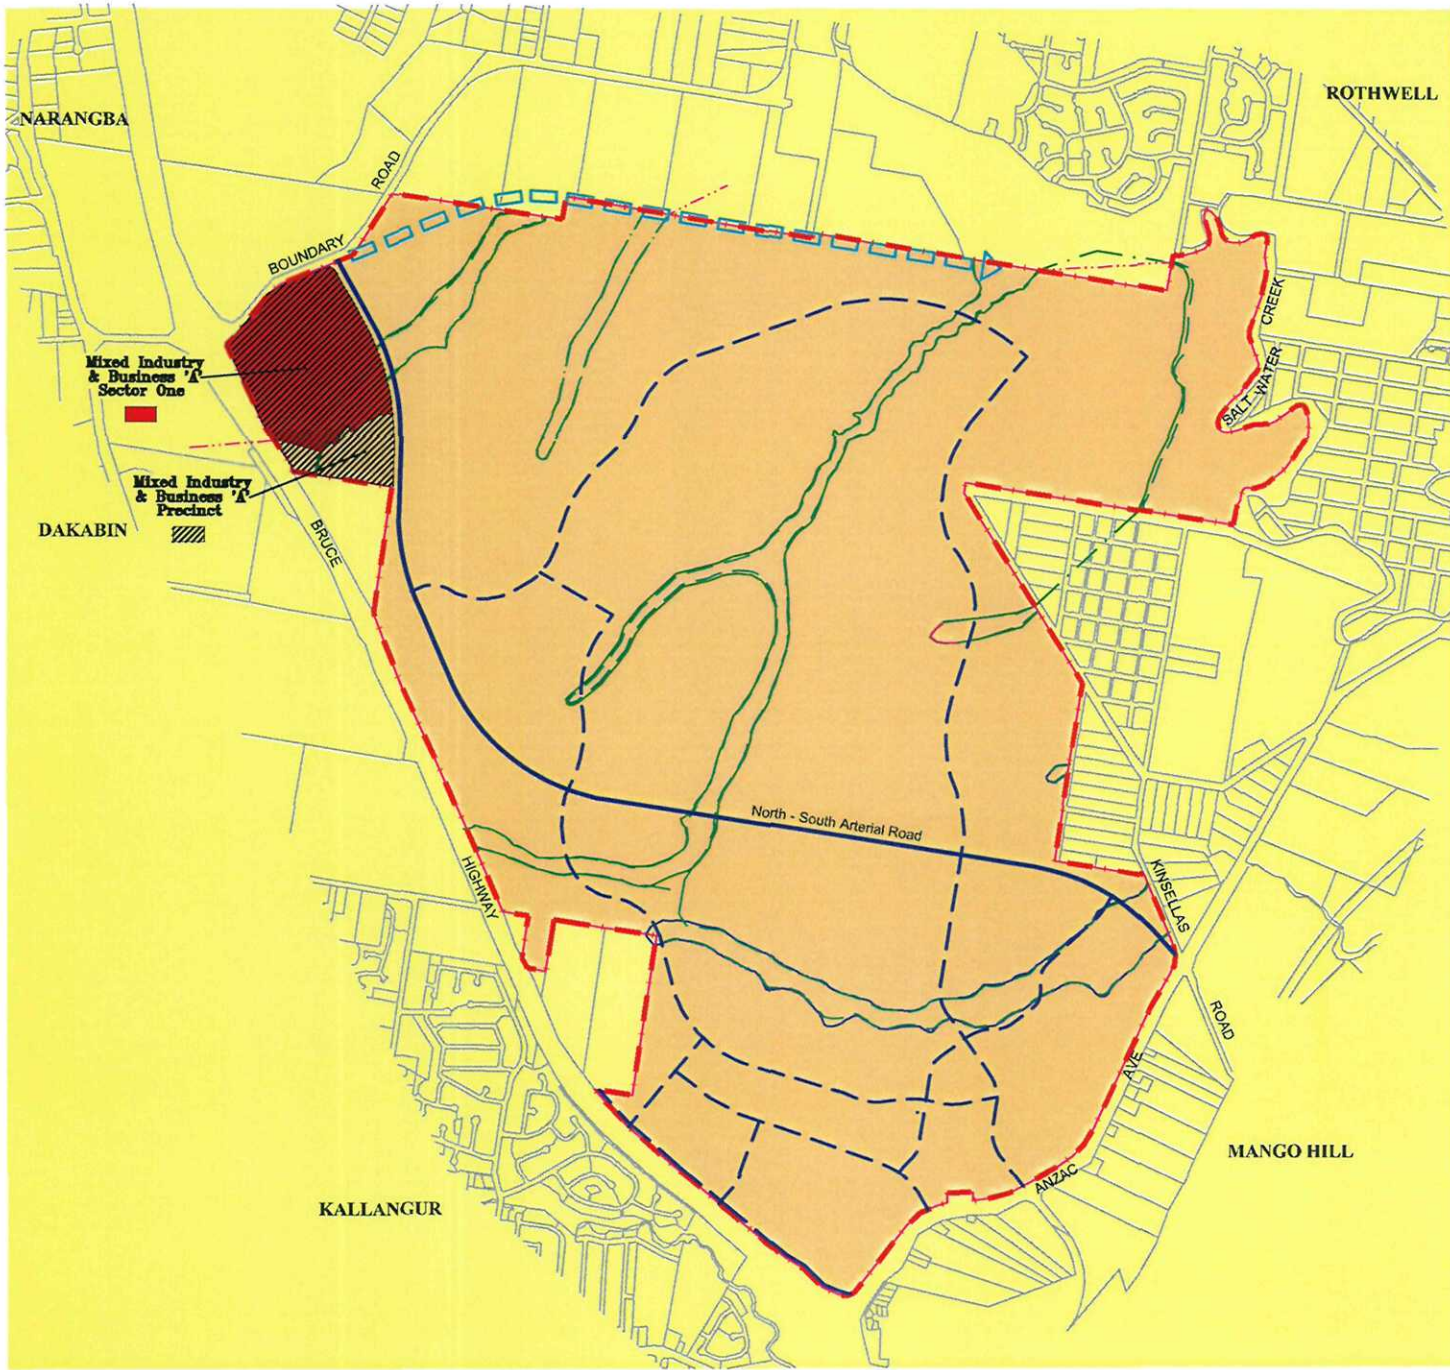 ROTHWELL
NARANGBA
ROAD
BOUNDARY
CREEK
SALT WATER
Mixed Industry
& Business 'A'
Sector One
Mixed Industry
& Business 'A'
Precinct
DAKABIN
BRUCE
North - South Arterial Road
HIGHWAY
KINSELLAS
ROAD
AVE
ANZAC
MANGO HILL
KALLANGUR